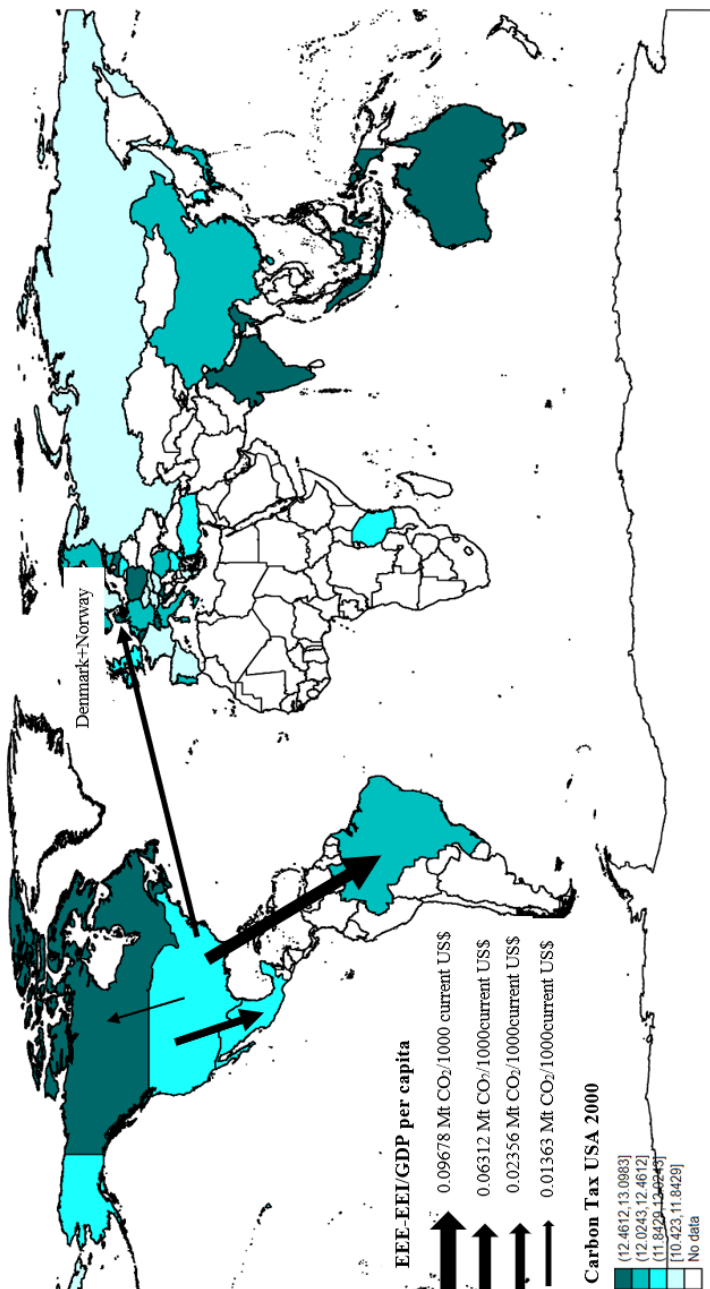 Denmark+Norway
EEE-EEI/GDP per capita
0.09678 Mt CO₂/1000 current US$
0.06312 Mt CO₂/1000current US$
0.02356 Mt CO₂/1000current US$
0.01363 Mt CO₂/1000current US$
Carbon Tax USA 2000
(12.4612,13.0983]
(12.0243,12.4612]
(11.8429,12.0243]
[10.423,11.8429]
No data